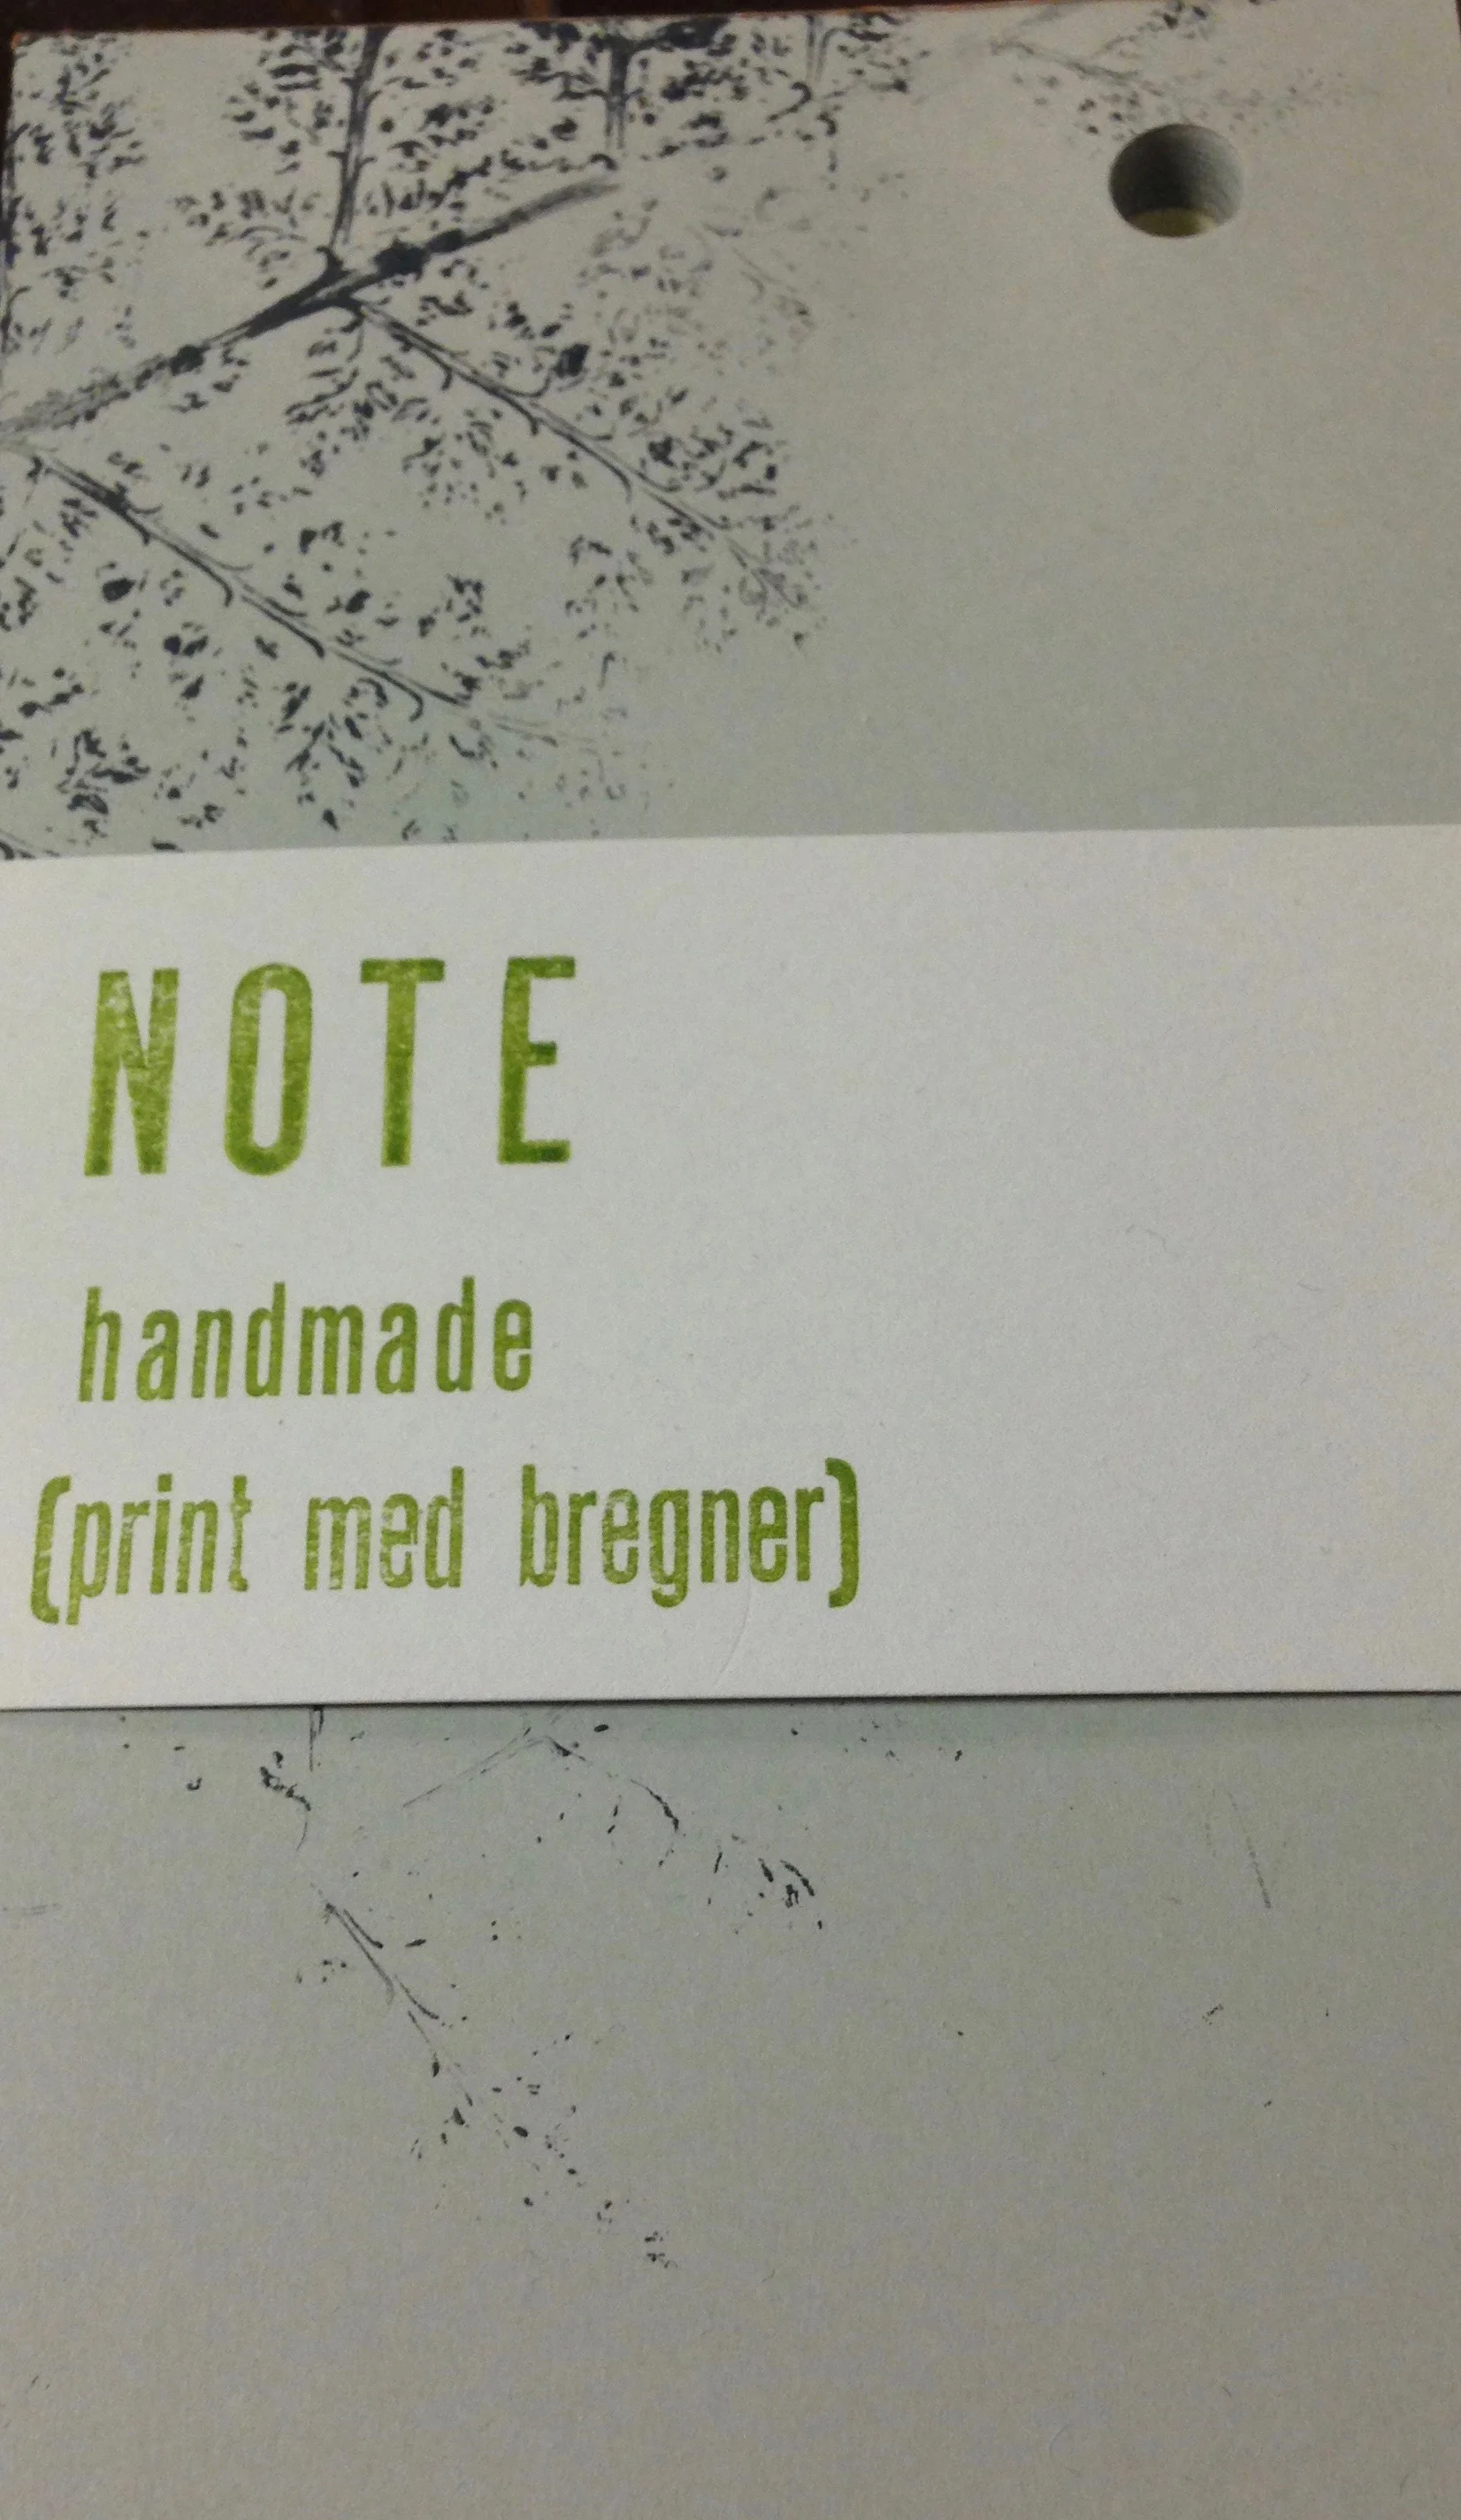 NOTE
handmade
(print med bregner)